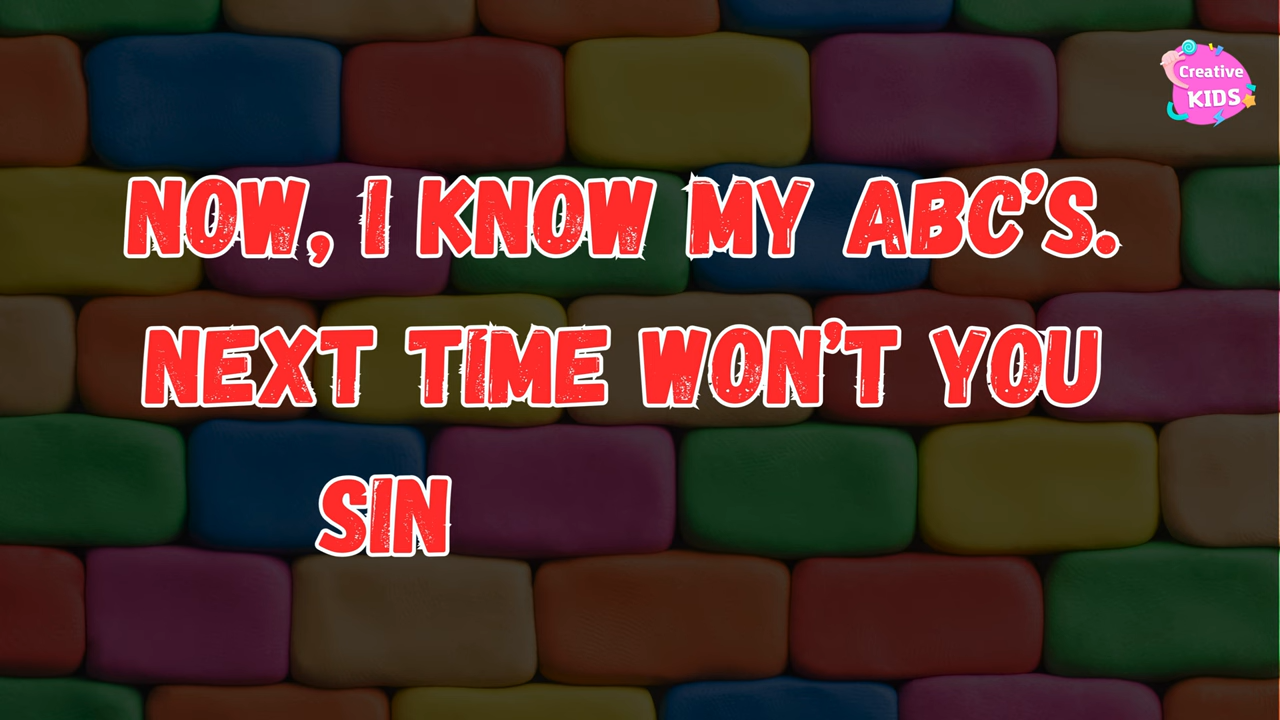 Creative
KIDS
NOW, I KNOW MY ABC'S.
NEXT TIME WON'T YOU
SIN